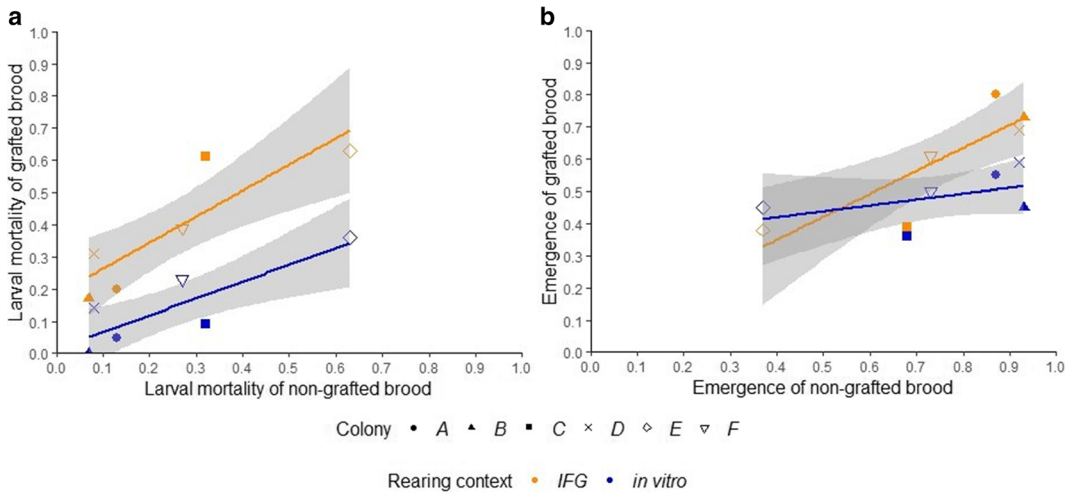 a
1.0
0.9
0.8
0.7
0.6
0.5
0.4
0.3
0.2
0.1
0.0
Larval mortality of grafted brood
0.0 0.1 0.2 0.3 0.4 0.5 0.6 0.7 0.8 0.9 1.0
Larval mortality of non-grafted brood
b
1.0
0.9
0.8
0.7
0.6
0.5
0.4
0.3
0.2
0.1
0.0
Emergence of grafted brood
0.0 0.1 0.2 0.3 0.4 0.5 0.6 0.7 0.8 0.9 1.0
Emergence of non-grafted brood
Colony A B C D E F
Rearing context IFG in vitro